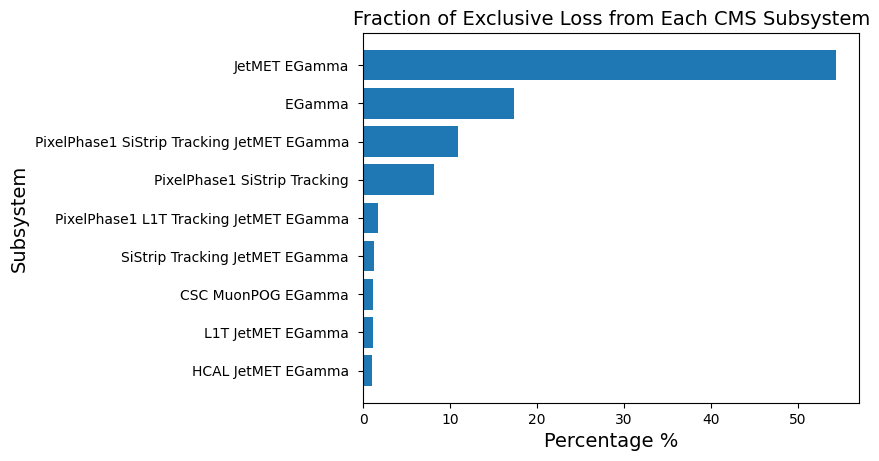 Fraction of Exclusive Loss from Each CMS Subsystem
JetMET EGamma
EGamma
PixelPhase1 SiStrip Tracking JetMET EGamma
PixelPhase1 SiStrip Tracking
PixelPhase1 L1T Tracking JetMET EGamma
SiStrip Tracking JetMET EGamma
CSC MuonPOG EGamma
L1T JetMET EGamma
HCAL JetMET EGamma
Subsystem
0 10 20 30 40 50
Percentage %